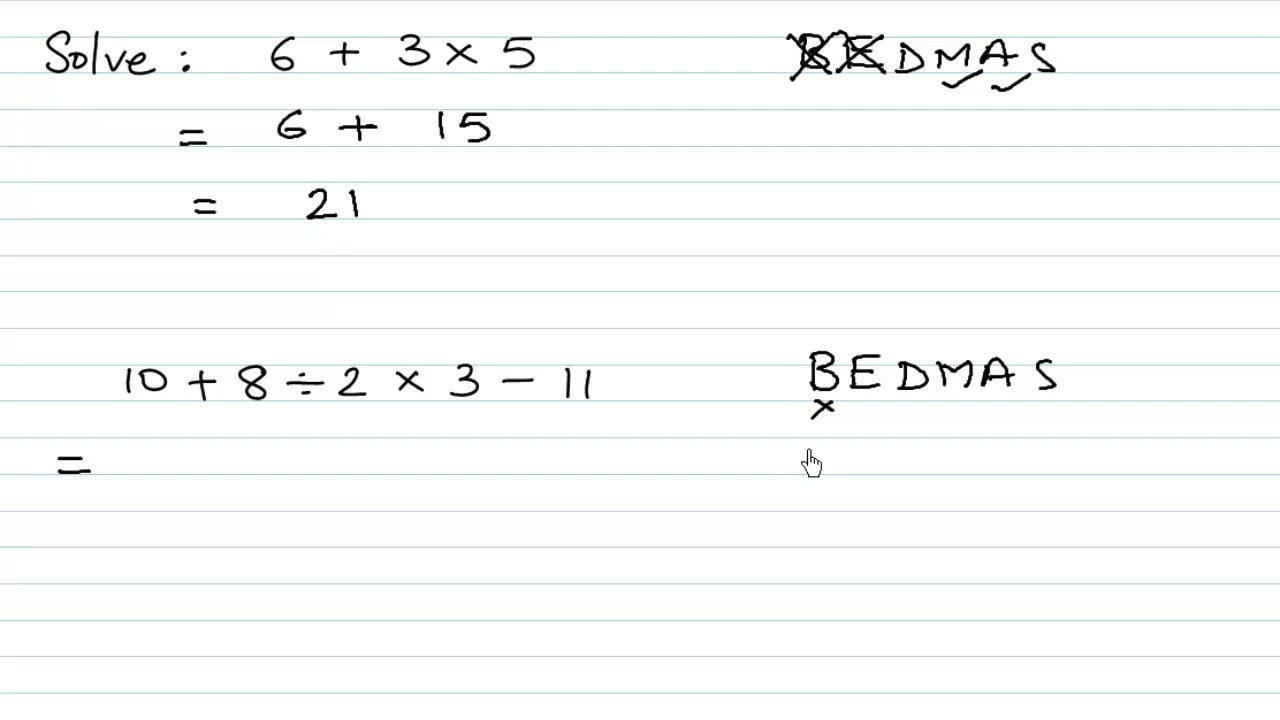 Solve : 6 + 3 × 5 BEDMAS
= 6 + 15
= 21
10 + 8 ÷ 2 × 3 − 11 BEDMAS
×
=